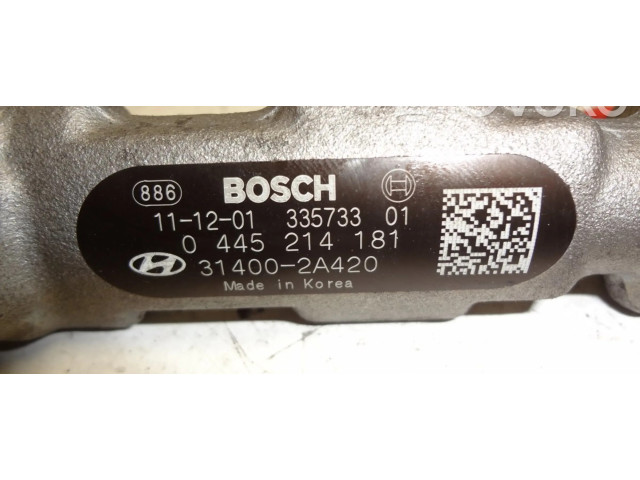 886 BOSCH
11-12-01 335733 01
0 445 214 181
31400-2A420
Made in Korea